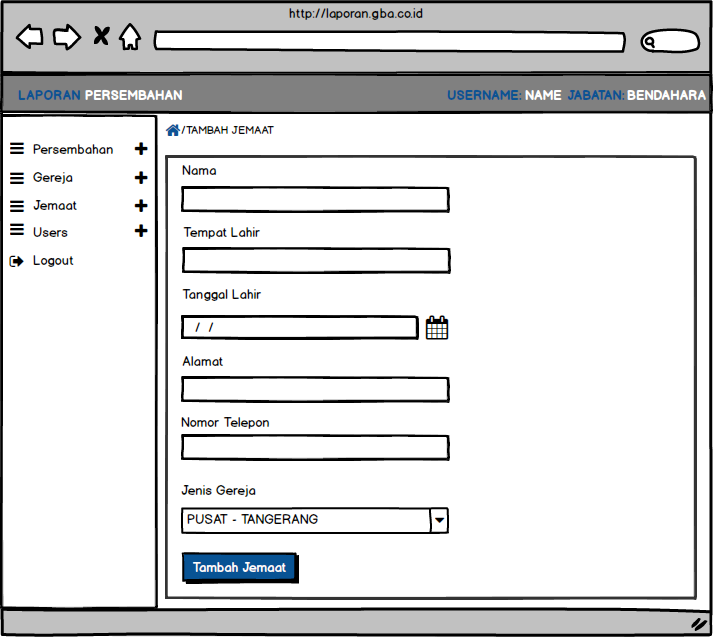 http://laporan.gba.co.id
LAPORAN PERSEMBAHAN
USERNAME: NAME JABATAN: BENDAHARA
/TAMBAH JEMAAT
Persembahan
Gereja
Jemaat
Users
Logout
Nama
Tempat Lahir
Tanggal Lahir
/ /
Alamat
Nomor Telepon
Jenis Gereja
PUSAT - TANGERANG
Tambah Jemaat